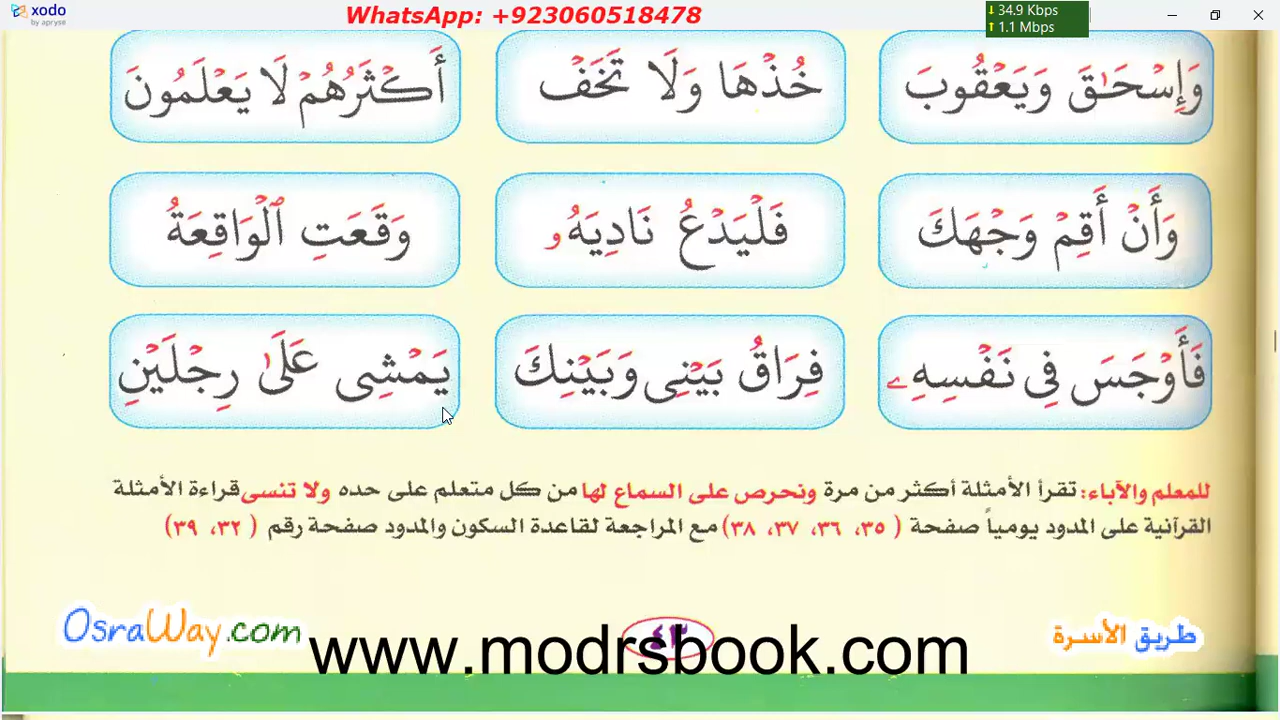 xodo
by apryse
WhatsApp: +923060518478
↓ 34.9 Kbps
↑ 1.1 Mbps
وَإِسْحَـٰقَ وَيَعْقُوبَ
خُذْهَا وَلَا تَخَفْ
أَكْثَرُهُمْ لَا يَعْلَمُونَ
وَأَنْ أَقِمْ وَجْهَكَ
فَلْيَدْعُ نَادِيَهُۥ
وَقَعَتِ ٱلْوَاقِعَةُ
فَأَوْجَسَ فِى نَفْسِهِۦ
فِرَاقُ بَيْنِى وَبَيْنِكَ
يَمْشِى عَلَىٰ رِجْلَيْنِ
للمعلم والآباء: تقرأ الأمثلة أكثر من مرة ونحرص على السماع لها من كل متعلم على حده ولا تنسى قراءة الأمثلة
القرآنية على المدود يومياً صفحة (٣٥، ٣٦، ٣٧، ٣٨) مع المراجعة لقاعدة السكون والمدود صفحة رقم (٣٢، ٣٩)
طريق الأسرة
٤٣
OsraWay.com
www.modrsbook.com